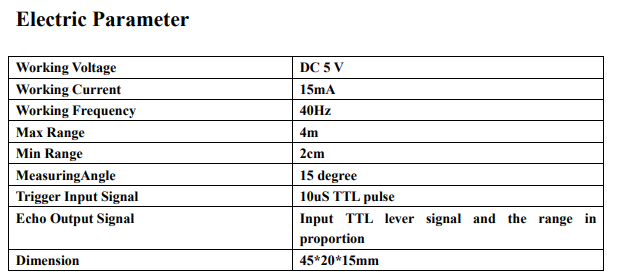 Electric Parameter
Working Voltage DC 5 V
Working Current 15mA
Working Frequency 40Hz
Max Range 4m
Min Range 2cm
MeasuringAngle 15 degree
Trigger Input Signal 10uS TTL pulse
Echo Output Signal Input TTL lever signal and the range in
proportion
Dimension 45*20*15mm